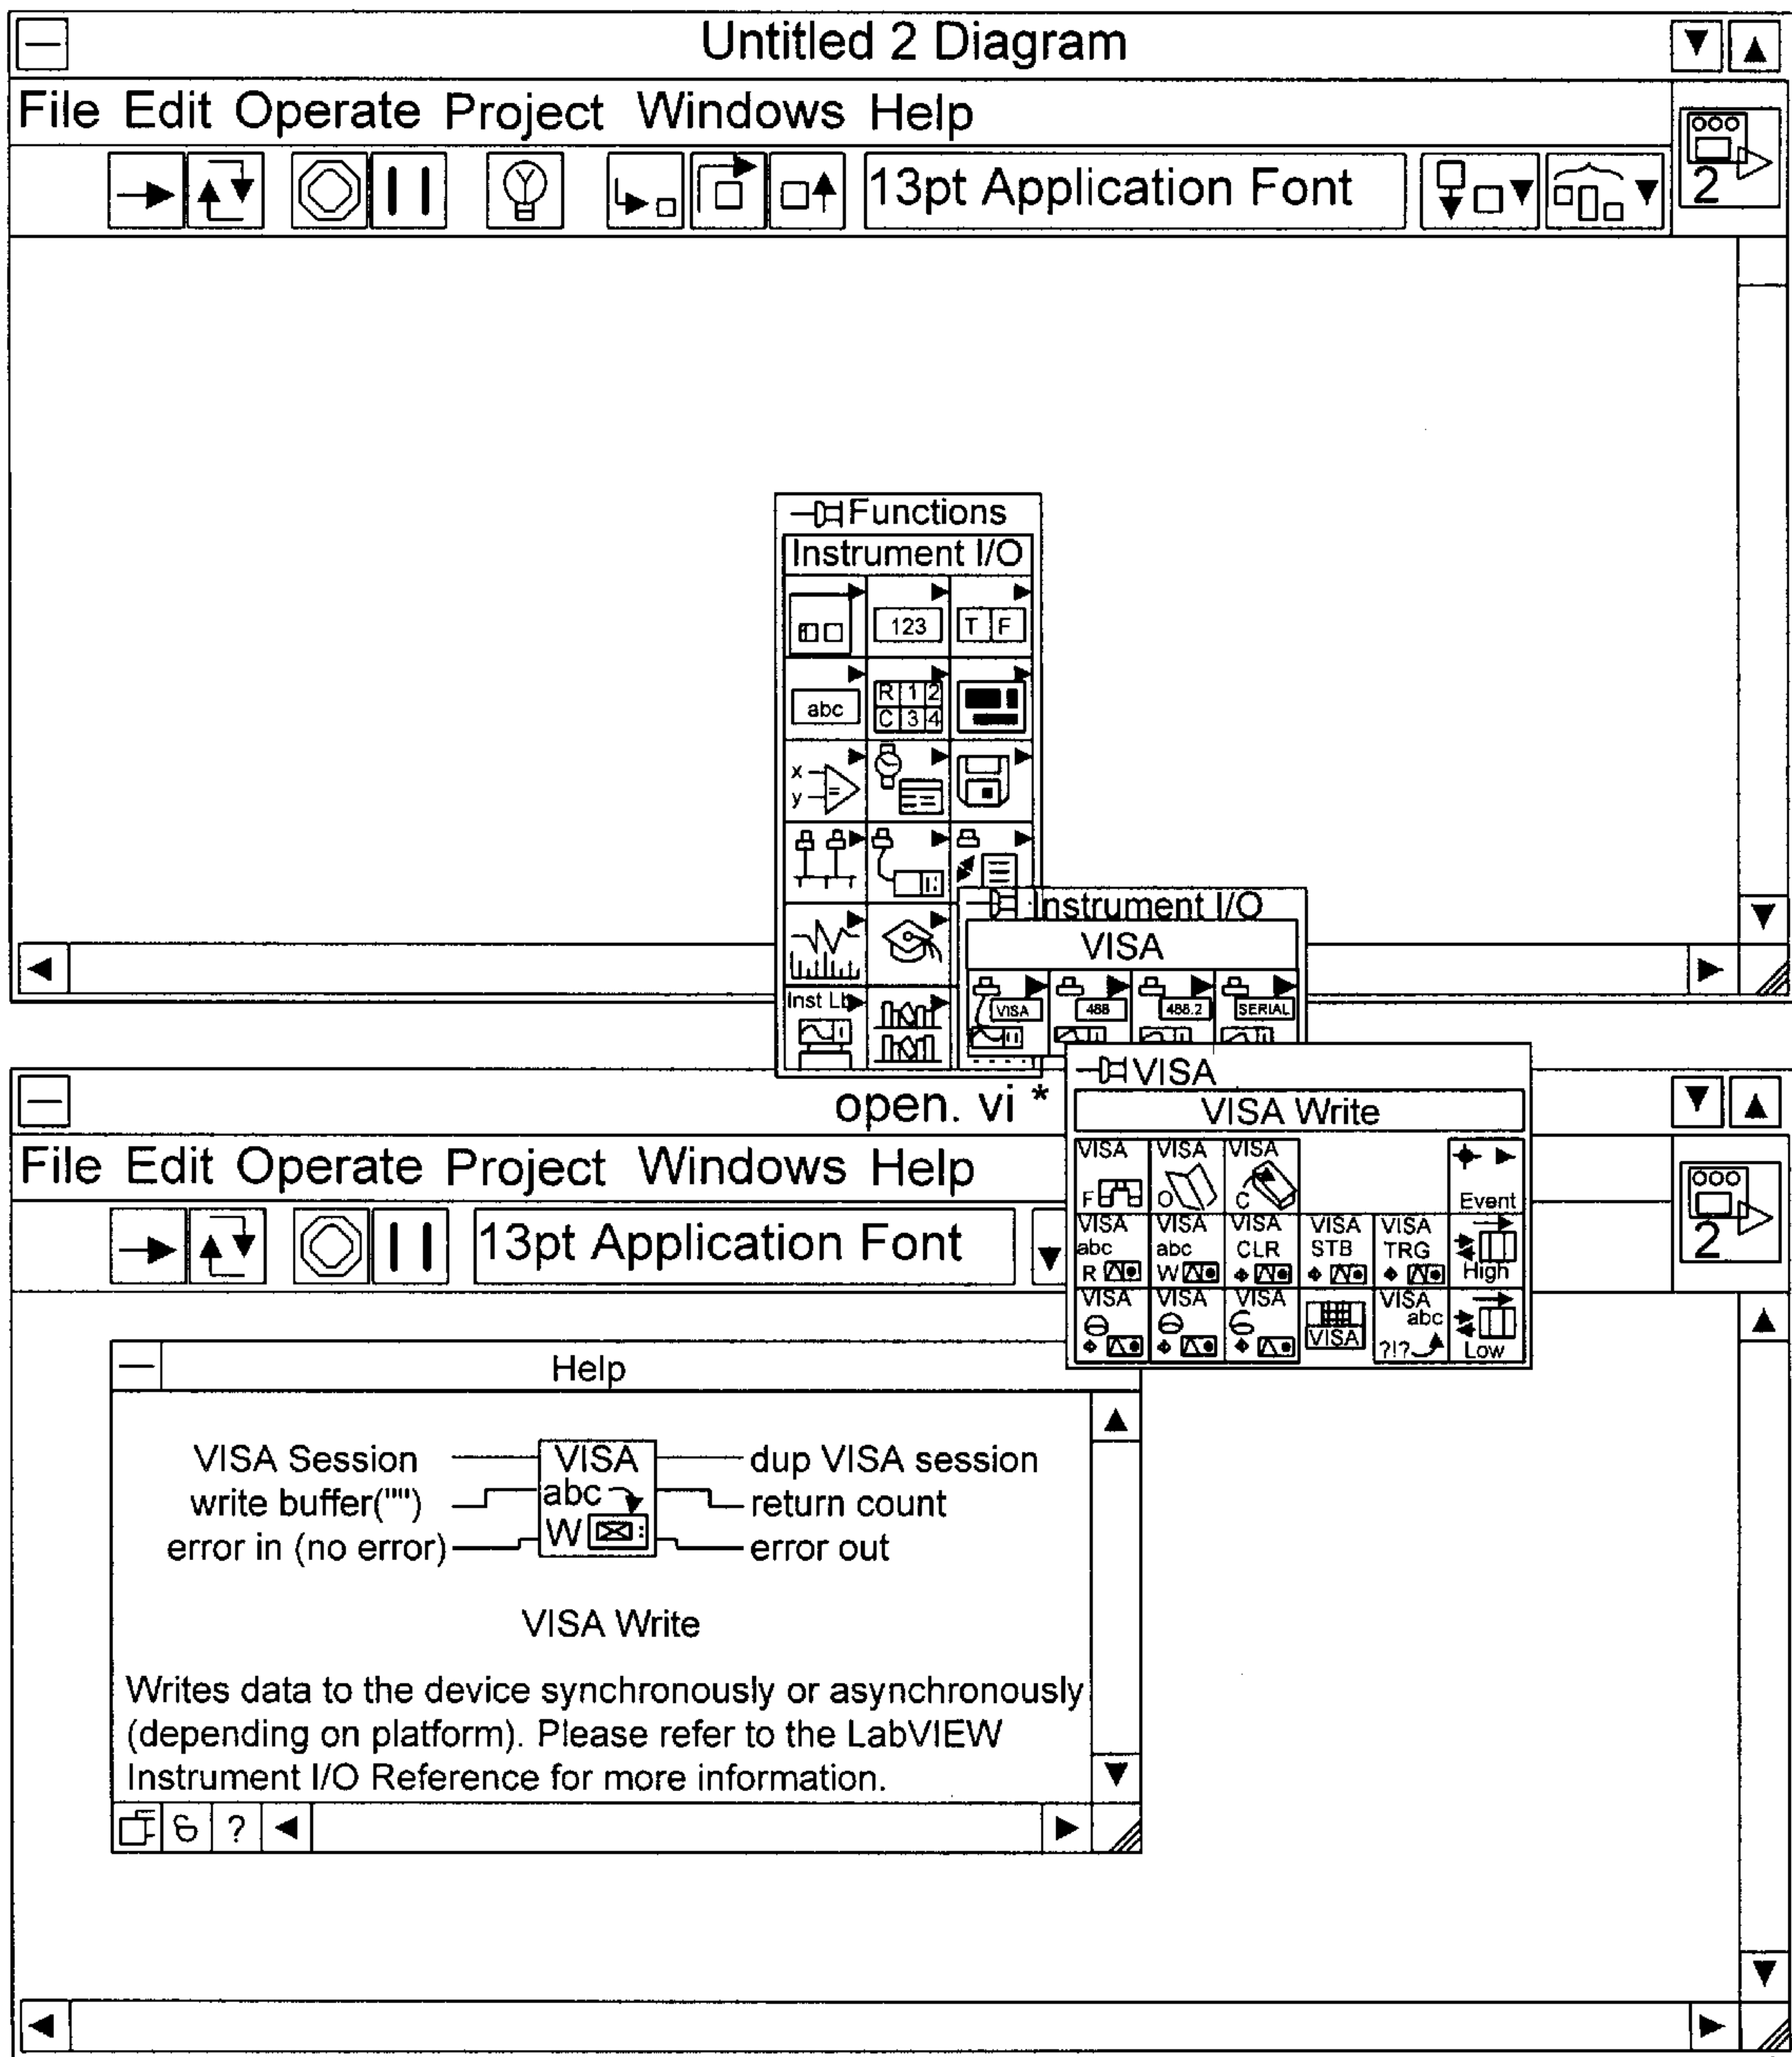 Untitled 2 Diagram
File Edit Operate Project Windows Help
13pt Application Font
2
Functions
Instrument I/O
123
T F
abc
R 1 2
C 3 4
x
y =
Instrument I/O
VISA
Inst Lb
VISA 488 488.2 SERIAL
VISA
open. vi *
VISA Write
File Edit Operate Project Windows Help
VISA VISA VISA
F O C Event
VISA VISA VISA VISA VISA
abc abc CLR STB TRG
R W High
VISA VISA VISA VISA
abc
VISA ?!? Low
13pt Application Font
2
Help
VISA Session VISA dup VISA session
write buffer("") abc return count
error in (no error) W error out
VISA Write
Writes data to the device synchronously or asynchronously
(depending on platform). Please refer to the LabVIEW
Instrument I/O Reference for more information.
?